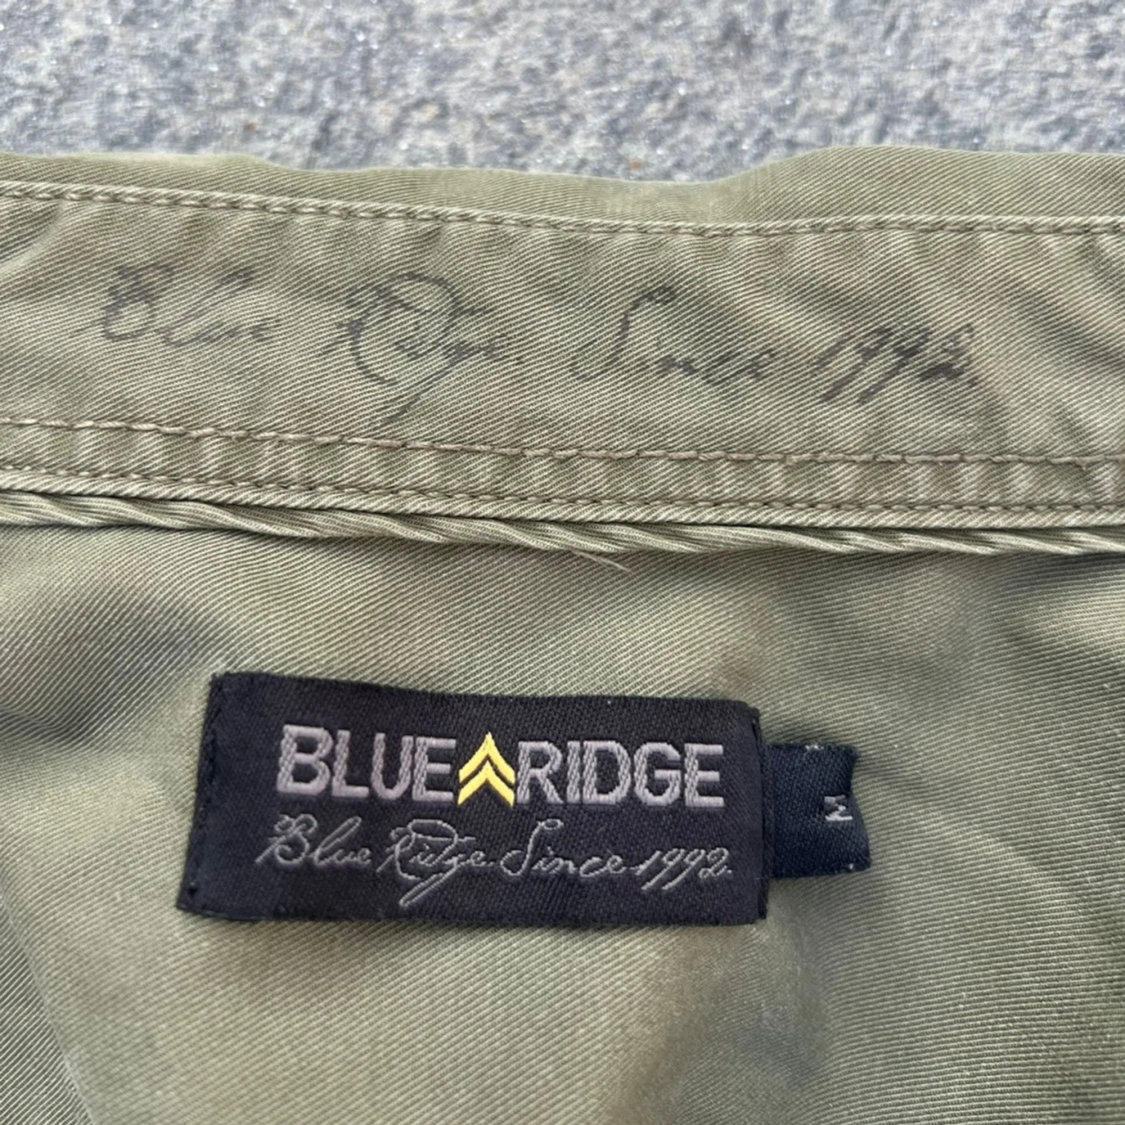 Blue Ridge Since 1992.
BLUE RIDGE
M
Blue Ridge Since 1992.